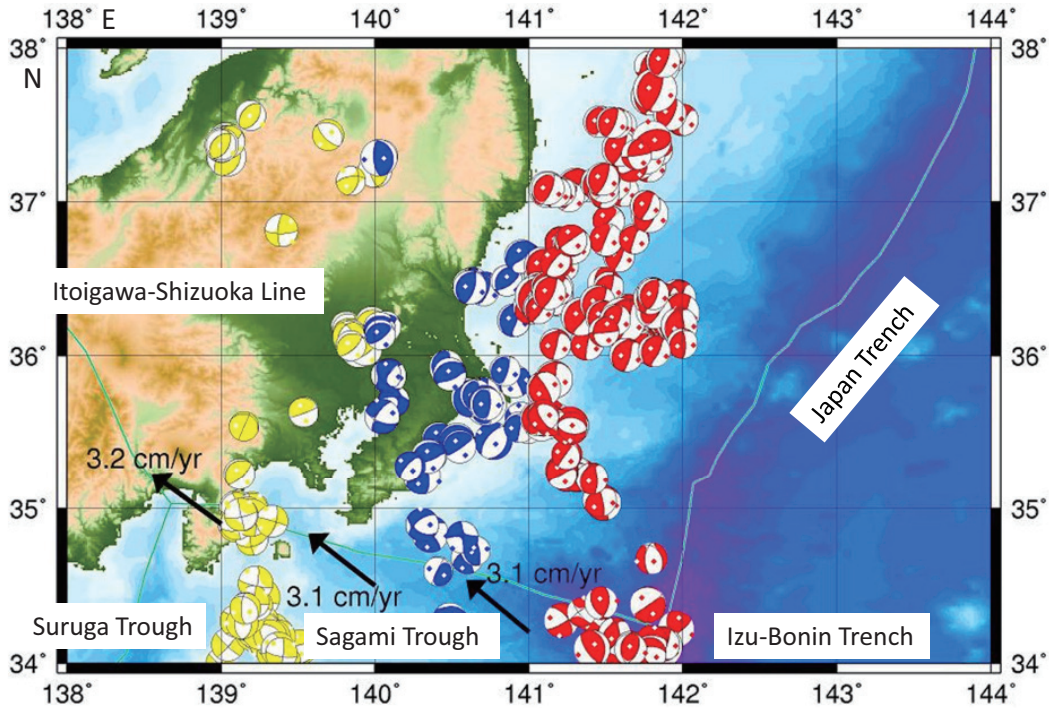 138° E 139° 140° 141° 142° 143° 144°
38° 38°
N
37° 37°
Itoigawa-Shizuoka Line
36° 36°
Japan Trench
3.2 cm/yr
35° 35°
3.1 cm/yr
3.1 cm/yr
Suruga Trough Sagami Trough Izu-Bonin Trench
34° 34°
138° 139° 140° 141° 142° 143° 144°